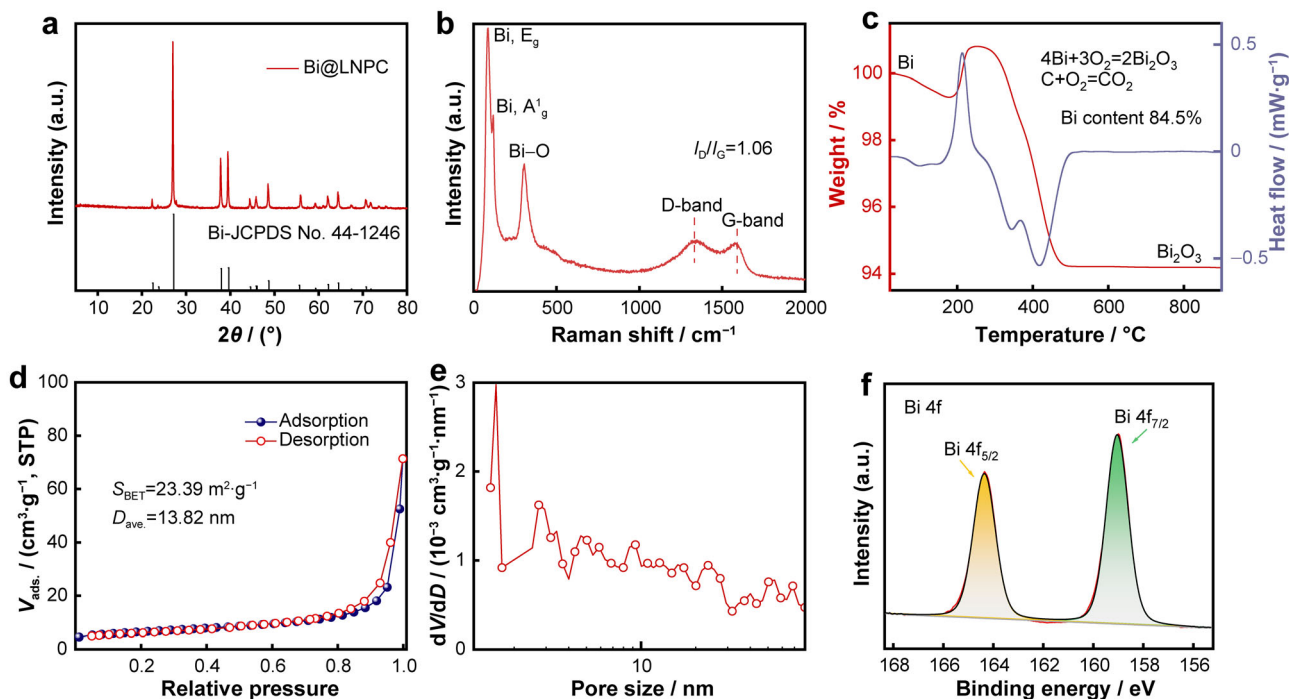 a
Intensity (a.u.)
Bi@LNPC
Bi-JCPDS No. 44-1246
10 20 30 40 50 60 70 80
2θ / (°)
b
Intensity (a.u.)
Bi, Eg
Bi, A¹g
Bi–O
ID/IG=1.06
D-band
G-band
0 500 1000 1500 2000
Raman shift / cm⁻¹
c
Weight / %
100
98
96
94
Bi
4Bi+3O₂=2Bi₂O₃
C+O₂=CO₂
Bi content 84.5%
Bi₂O₃
0.5
0
−0.5
Heat flow / (mW·g⁻¹)
200 400 600 800
Temperature / °C
d
Vads. / (cm³·g⁻¹, STP)
100
80
60
40
20
0
Adsorption
Desorption
SBET=23.39 m²·g⁻¹
Dave.=13.82 nm
0.2 0.4 0.6 0.8 1.0
Relative pressure
e
dV/dD / (10⁻³ cm³·g⁻¹·nm⁻¹)
3
2
1
0
10
Pore size / nm
f
Intensity (a.u.)
Bi 4f
Bi 4f5/2
Bi 4f7/2
168 166 164 162 160 158 156
Binding energy / eV